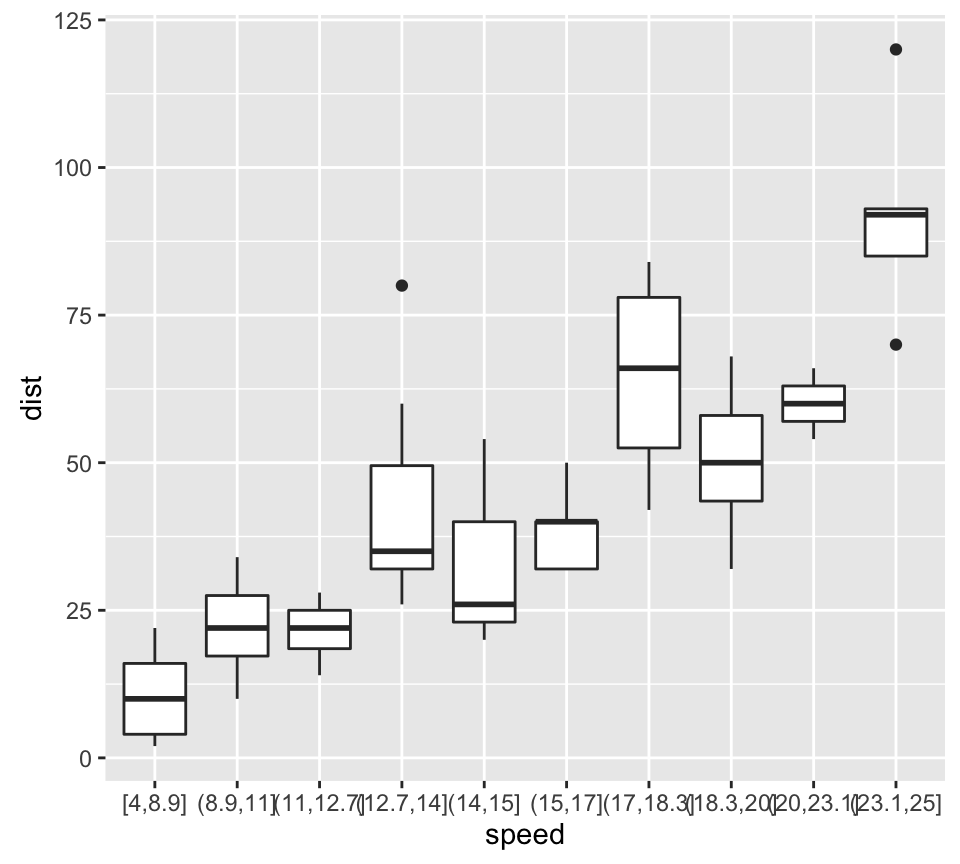 125
100
75
50
25
0
dist
[4,8.9] (8.9,11] (11,12.7] (12.7,14] (14,15] (15,17] (17,18.3] (18.3,20] (20,23.1] (23.1,25]
speed